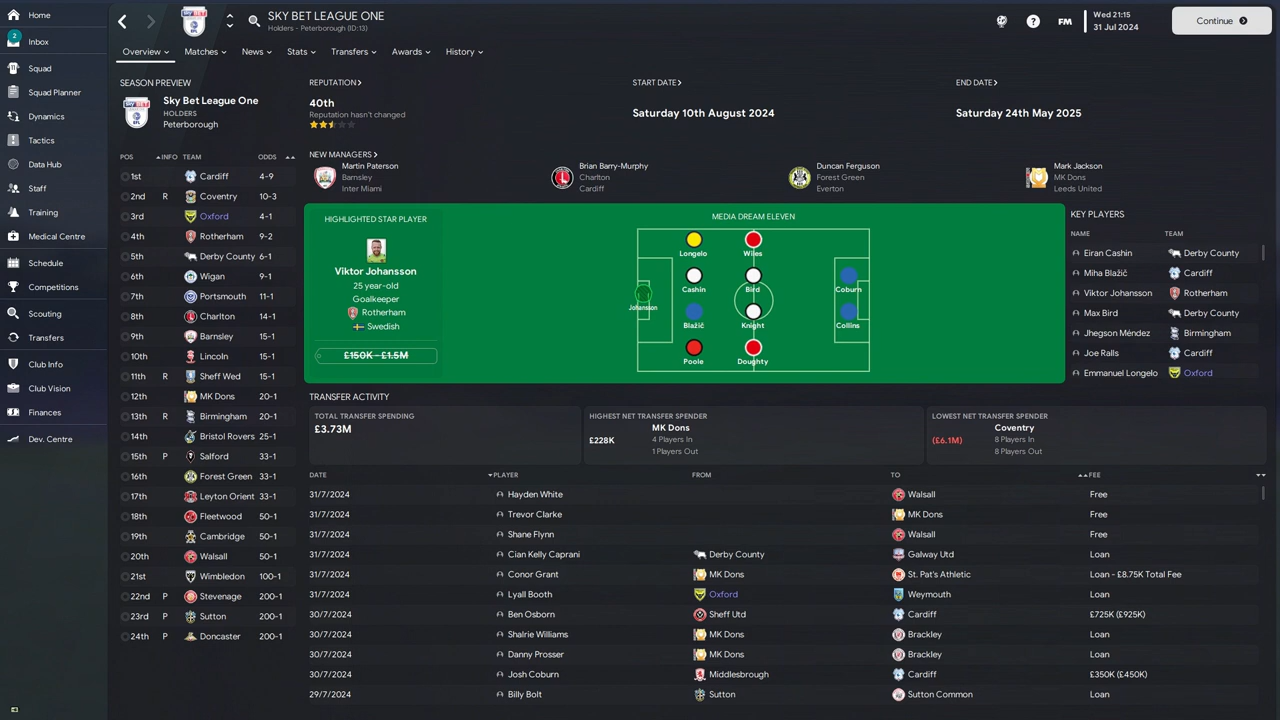 Home
2
Inbox
Squad
Squad Planner
Dynamics
Tactics
Data Hub
Staff
Training
Medical Centre
Schedule
Competitions
Scouting
Transfers
Club Info
Club Vision
Finances
Dev. Centre
SKY BET LEAGUE ONE
Holders - Peterborough (ID:13)
FM
Wed 21:15
31 Jul 2024
Continue
Overview Matches News Stats Transfers Awards History
SEASON PREVIEW
Sky Bet League One
HOLDERS
Peterborough
REPUTATION
40th
Reputation hasn't changed
START DATE
Saturday 10th August 2024
END DATE
Saturday 24th May 2025
POS INFO TEAM ODDS
1st Cardiff 4-9
2nd R Coventry 10-3
3rd Oxford 4-1
4th Rotherham 9-2
5th Derby County 6-1
6th Wigan 9-1
7th Portsmouth 11-1
8th Charlton 14-1
9th Barnsley 15-1
10th Lincoln 15-1
11th R Sheff Wed 15-1
12th MK Dons 20-1
13th R Birmingham 20-1
14th Bristol Rovers 25-1
15th P Salford 33-1
16th Forest Green 33-1
17th Leyton Orient 33-1
18th Fleetwood 50-1
19th Cambridge 50-1
20th Walsall 50-1
21st Wimbledon 100-1
22nd P Stevenage 200-1
23rd P Sutton 200-1
24th P Doncaster 200-1
NEW MANAGERS
Martin Paterson
Barnsley
Inter Miami
Brian Barry-Murphy
Charlton
Cardiff
Duncan Ferguson
Forest Green
Everton
Mark Jackson
MK Dons
Leeds United
HIGHLIGHTED STAR PLAYER
Viktor Johansson
25 year-old
Goalkeeper
Rotherham
Swedish
£150K - £1.5M
MEDIA DREAM ELEVEN
Longelo Wiles
Cashin Bird Coburn
Johansson
Blažič Knight Collins
Poole Doughty
KEY PLAYERS
NAME TEAM
Eiran Cashin Derby County
Miha Blažič Cardiff
Viktor Johansson Rotherham
Max Bird Derby County
Jhegson Méndez Birmingham
Joe Ralls Cardiff
Emmanuel Longelo Oxford
TRANSFER ACTIVITY
TOTAL TRANSFER SPENDING
£3.73M
HIGHEST NET TRANSFER SPENDER
£228K
MK Dons
4 Players In
1 Players Out
LOWEST NET TRANSFER SPENDER
(£6.1M)
Coventry
8 Players In
8 Players Out
DATE PLAYER FROM TO FEE
31/7/2024 Hayden White Walsall Free
31/7/2024 Trevor Clarke MK Dons Free
31/7/2024 Shane Flynn Walsall Free
31/7/2024 Cian Kelly Caprani Derby County Galway Utd Loan
31/7/2024 Conor Grant MK Dons St. Pat's Athletic Loan - £8.75K Total Fee
31/7/2024 Lyall Booth Oxford Weymouth Loan
30/7/2024 Ben Osborn Sheff Utd Cardiff £725K (£925K)
30/7/2024 Shalrie Williams MK Dons Brackley Loan
30/7/2024 Danny Prosser MK Dons Brackley Loan
30/7/2024 Josh Coburn Middlesbrough Cardiff £350K (£450K)
29/7/2024 Billy Bolt Sutton Sutton Common Loan